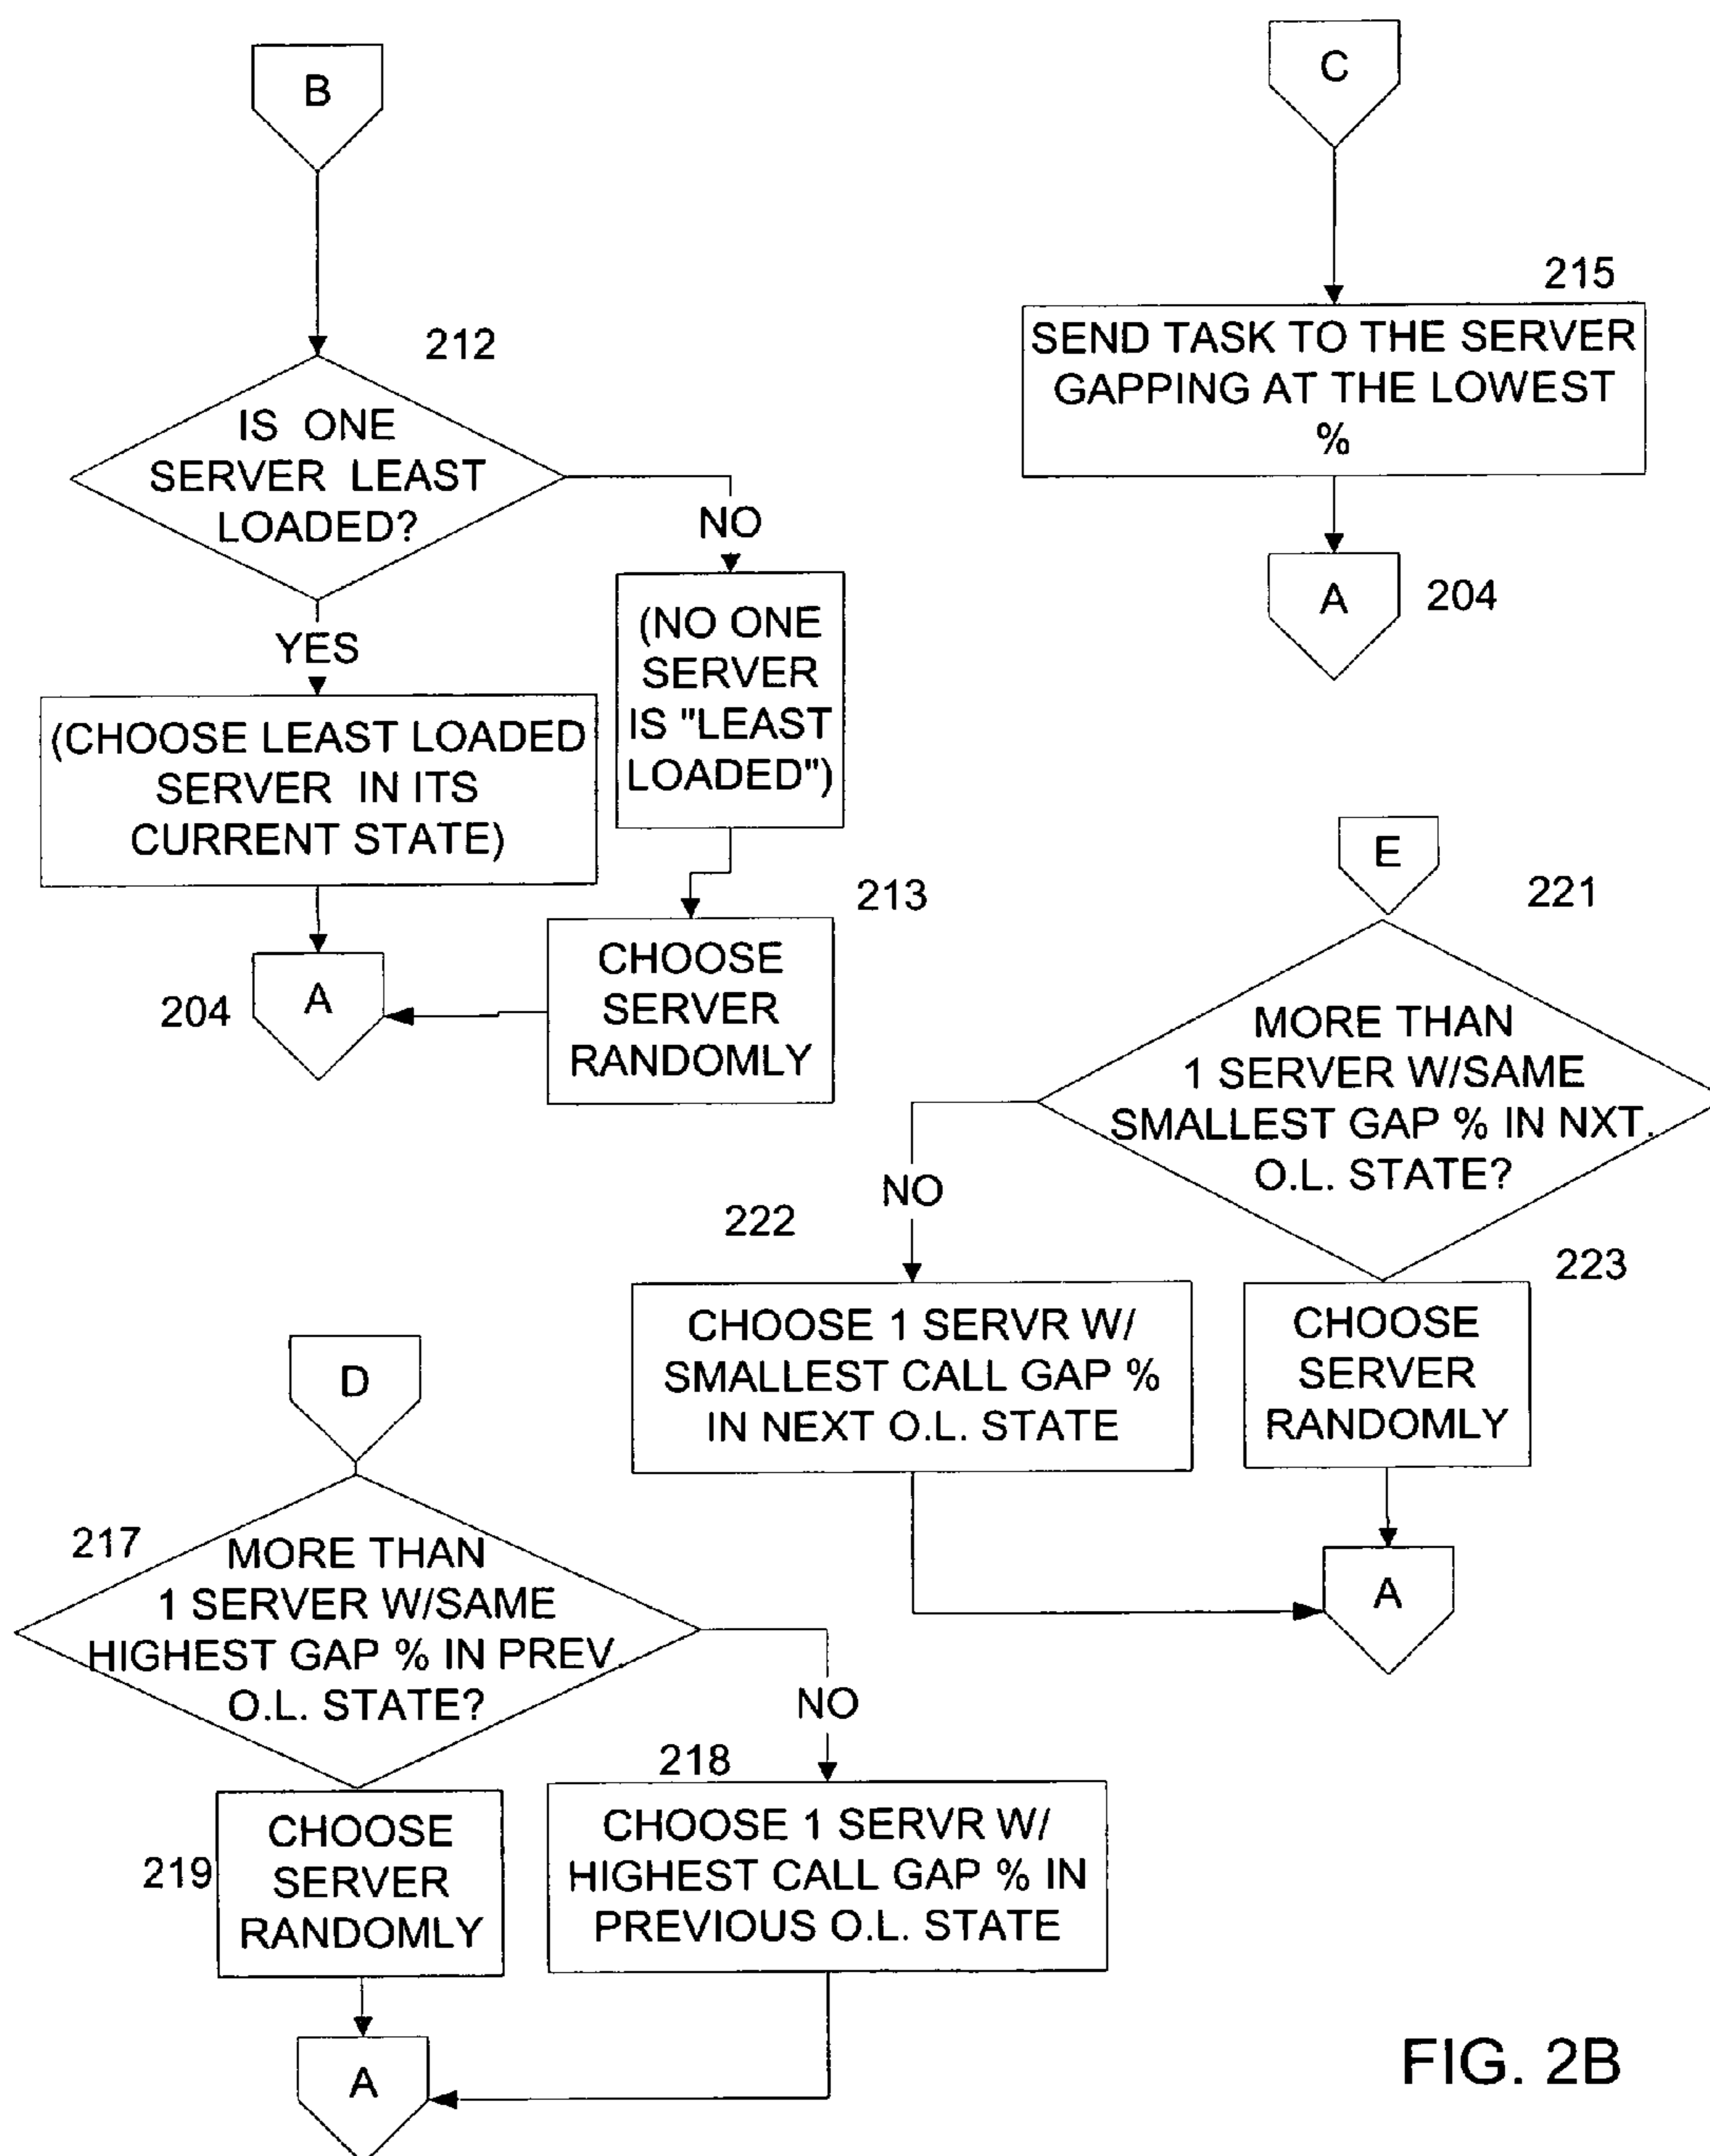 B
212
IS ONE
SERVER LEAST
LOADED?
NO
YES
(NO ONE
SERVER
IS "LEAST
LOADED")
(CHOOSE LEAST LOADED
SERVER IN ITS
CURRENT STATE)
213
CHOOSE
SERVER
RANDOMLY
204
A
C
215
SEND TASK TO THE SERVER
GAPPING AT THE LOWEST
%
A
204
E
221
MORE THAN
1 SERVER W/SAME
SMALLEST GAP % IN NXT.
O.L. STATE?
NO
222
CHOOSE 1 SERVR W/
SMALLEST CALL GAP %
IN NEXT O.L. STATE
223
CHOOSE
SERVER
RANDOMLY
A
D
217
MORE THAN
1 SERVER W/SAME
HIGHEST GAP % IN PREV
O.L. STATE?
NO
218
CHOOSE 1 SERVR W/
HIGHEST CALL GAP % IN
PREVIOUS O.L. STATE
219
CHOOSE
SERVER
RANDOMLY
A
FIG. 2B